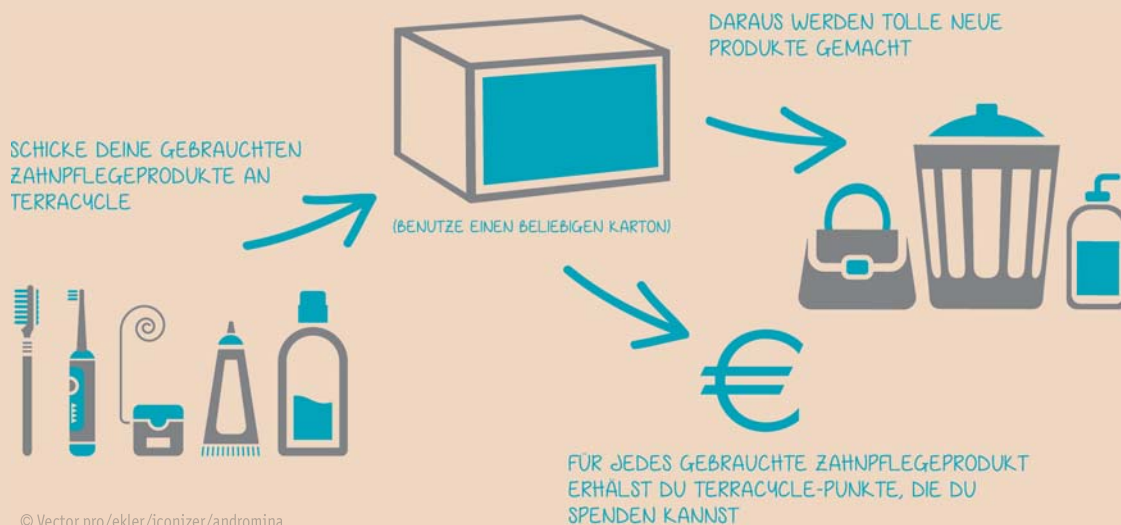 SCHICKE DEINE GEBRAUCHTEN
ZAHNPFLEGEPRODUKTE AN
TERRACYCLE
(BENUTZE EINEN BELIEBIGEN KARTON)
DARAUS WERDEN TOLLE NEUE
PRODUKTE GEMACHT
FÜR JEDES GEBRAUCHTE ZAHNPFLEGEPRODUKT
ERHÄLST DU TERRACYCLE-PUNKTE, DIE DU
SPENDEN KANNST
© Vector pro/ekler/iconizer/andromina